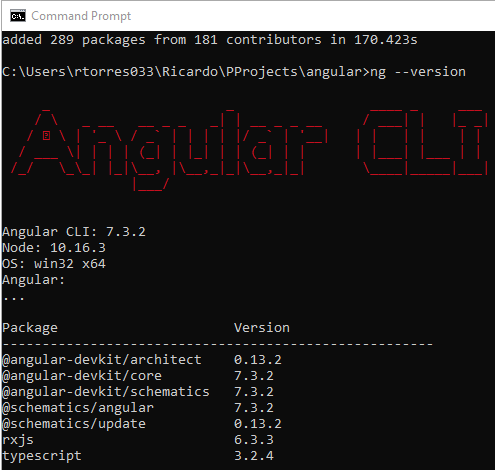 Command Prompt
added 289 packages from 181 contributors in 170.423s
C:\Users\rtorres033\Ricardo\PProjects\angular>ng --version
Angular CLI
Angular CLI: 7.3.2
Node: 10.16.3
OS: win32 x64
Angular:
...
Package Version
------------------------------------------------------
@angular-devkit/architect 0.13.2
@angular-devkit/core 7.3.2
@angular-devkit/schematics 7.3.2
@schematics/angular 7.3.2
@schematics/update 0.13.2
rxjs 6.3.3
typescript 3.2.4